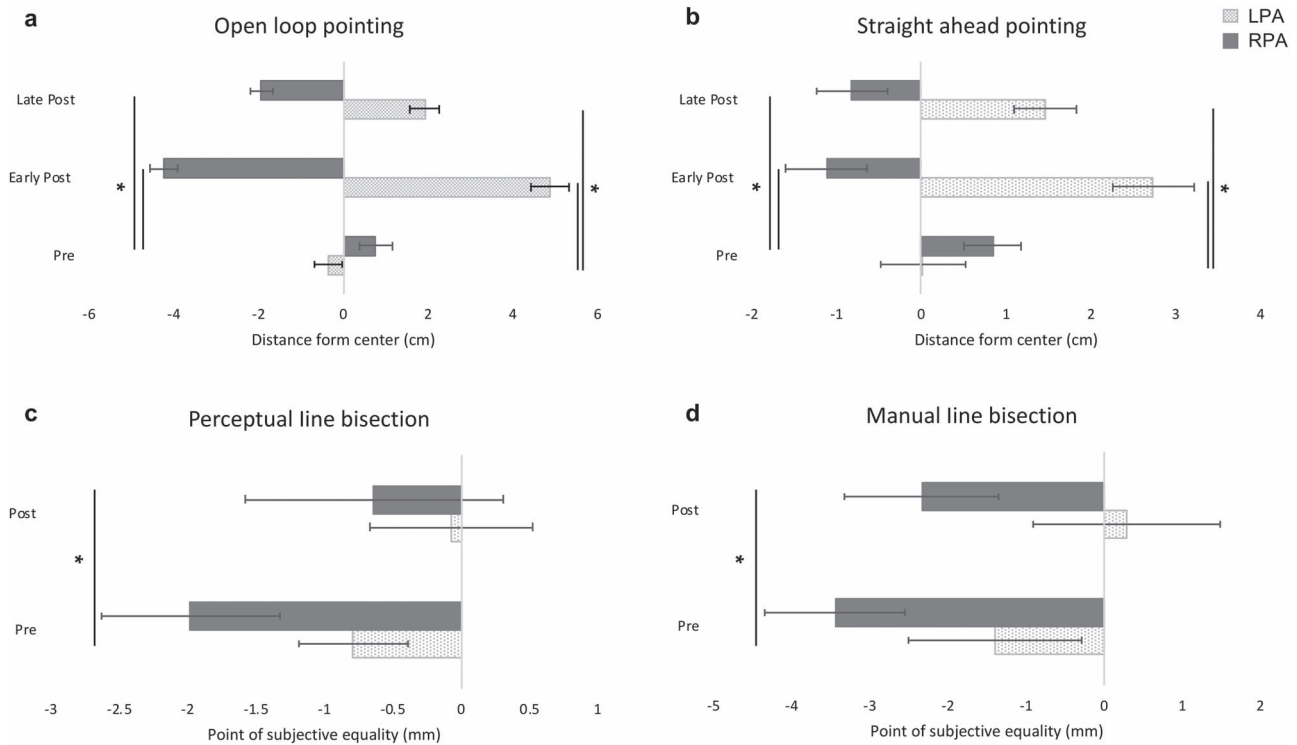 a
Open loop pointing
Late Post
Early Post
Pre
*
*
-6 -4 -2 0 2 4 6
Distance form center (cm)
b
Straight ahead pointing
LPA
RPA
Late Post
Early Post
Pre
*
*
-2 -1 0 1 2 3 4
Distance form center (cm)
c
Perceptual line bisection
Post
Pre
*
-3 -2.5 -2 -1.5 -1 -0.5 0 0.5 1
Point of subjective equality (mm)
d
Manual line bisection
Post
Pre
*
-5 -4 -3 -2 -1 0 1 2
Point of subjective equality (mm)